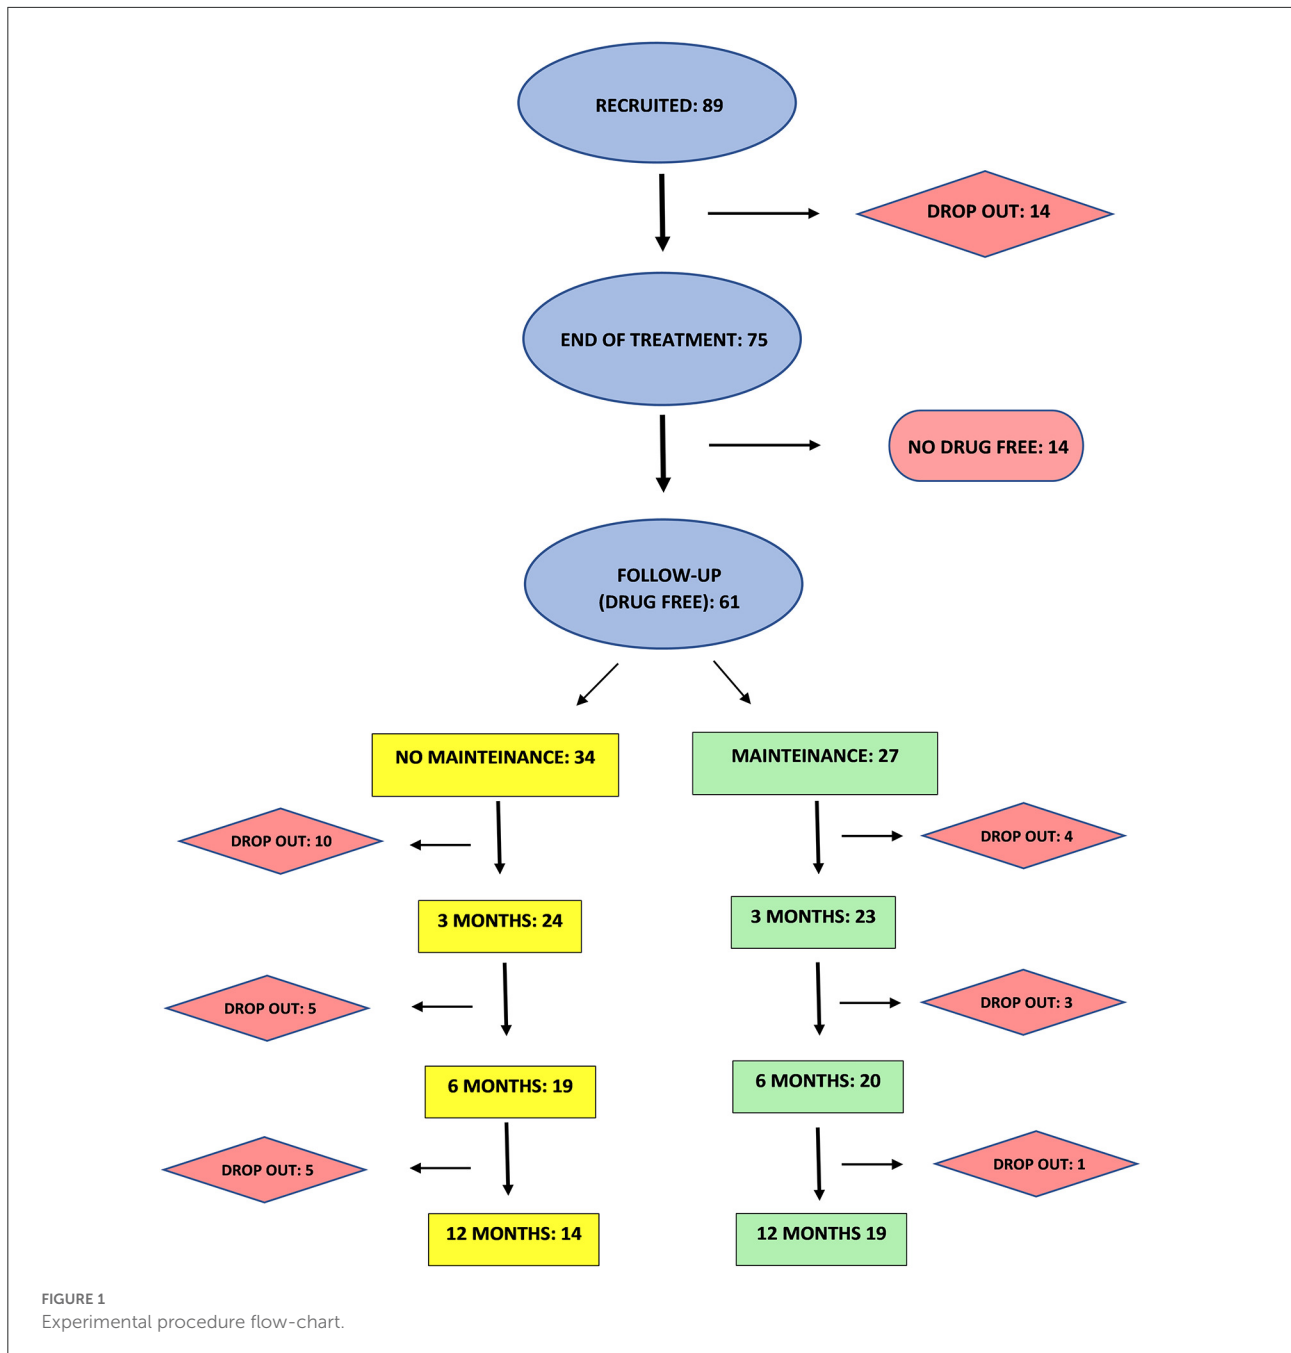 RECRUITED: 89
DROP OUT: 14
END OF TREATMENT: 75
NO DRUG FREE: 14
FOLLOW-UP
(DRUG FREE): 61
NO MAINTEINANCE: 34
MAINTEINANCE: 27
DROP OUT: 10
DROP OUT: 4
3 MONTHS: 24
3 MONTHS: 23
DROP OUT: 5
DROP OUT: 3
6 MONTHS: 19
6 MONTHS: 20
DROP OUT: 5
DROP OUT: 1
12 MONTHS: 14
12 MONTHS 19
FIGURE 1
Experimental procedure flow-chart.